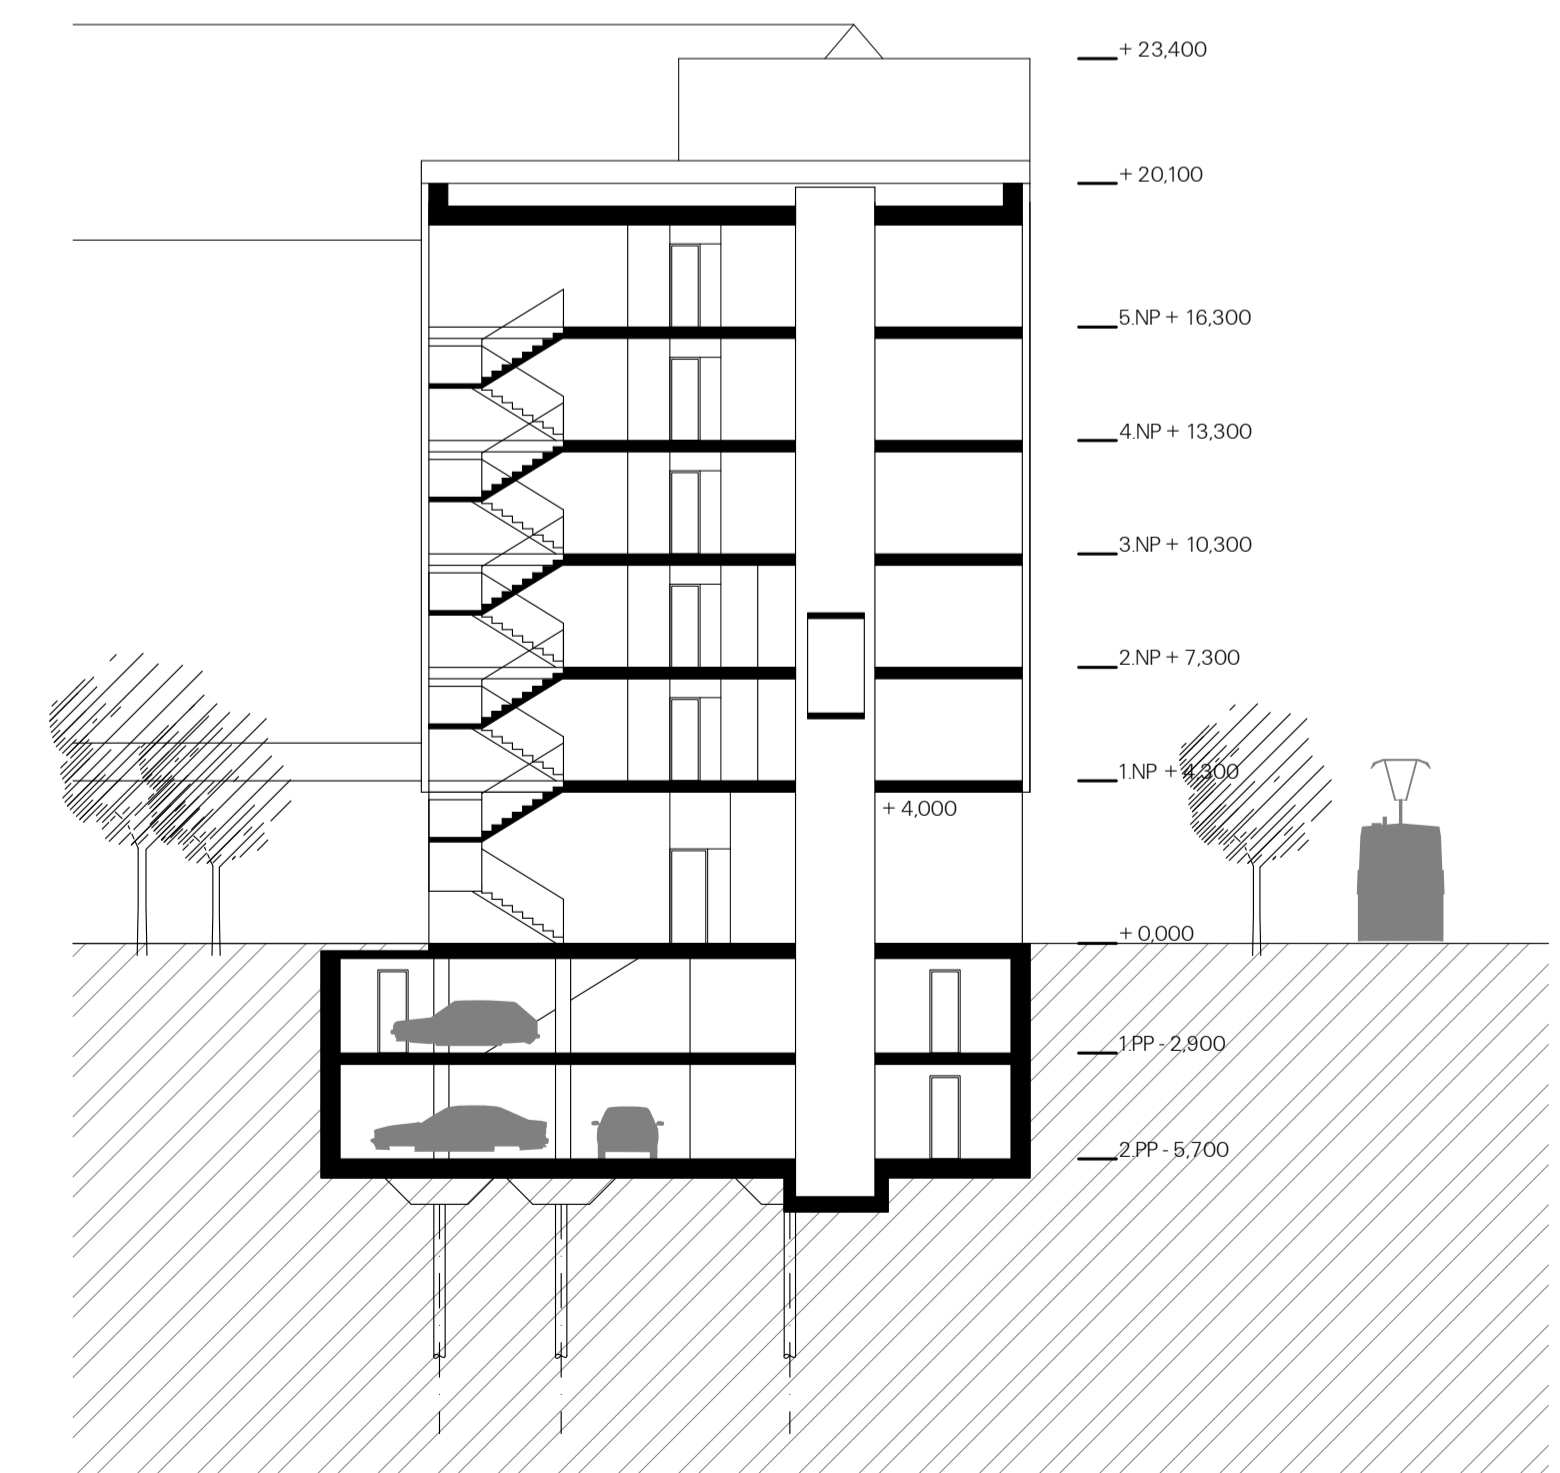 + 23,400
+ 20,100
5.NP + 16,300
4.NP + 13,300
3.NP + 10,300
2.NP + 7,300
1.NP + 4,300
+ 4,000
+ 0,000
1.PP - 2,900
2.PP - 5,700